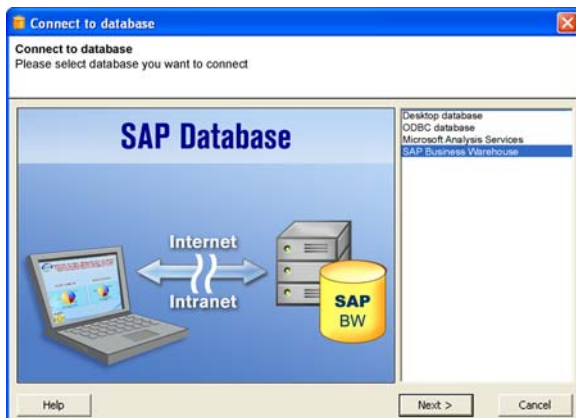 Connect to database
Connect to database
Please select database you want to connect
SAP Database
Internet
Intranet
SAP
BW
Desktop database
ODBC database
Microsoft Analysis Services
SAP Business Warehouse
Help
Next >
Cancel